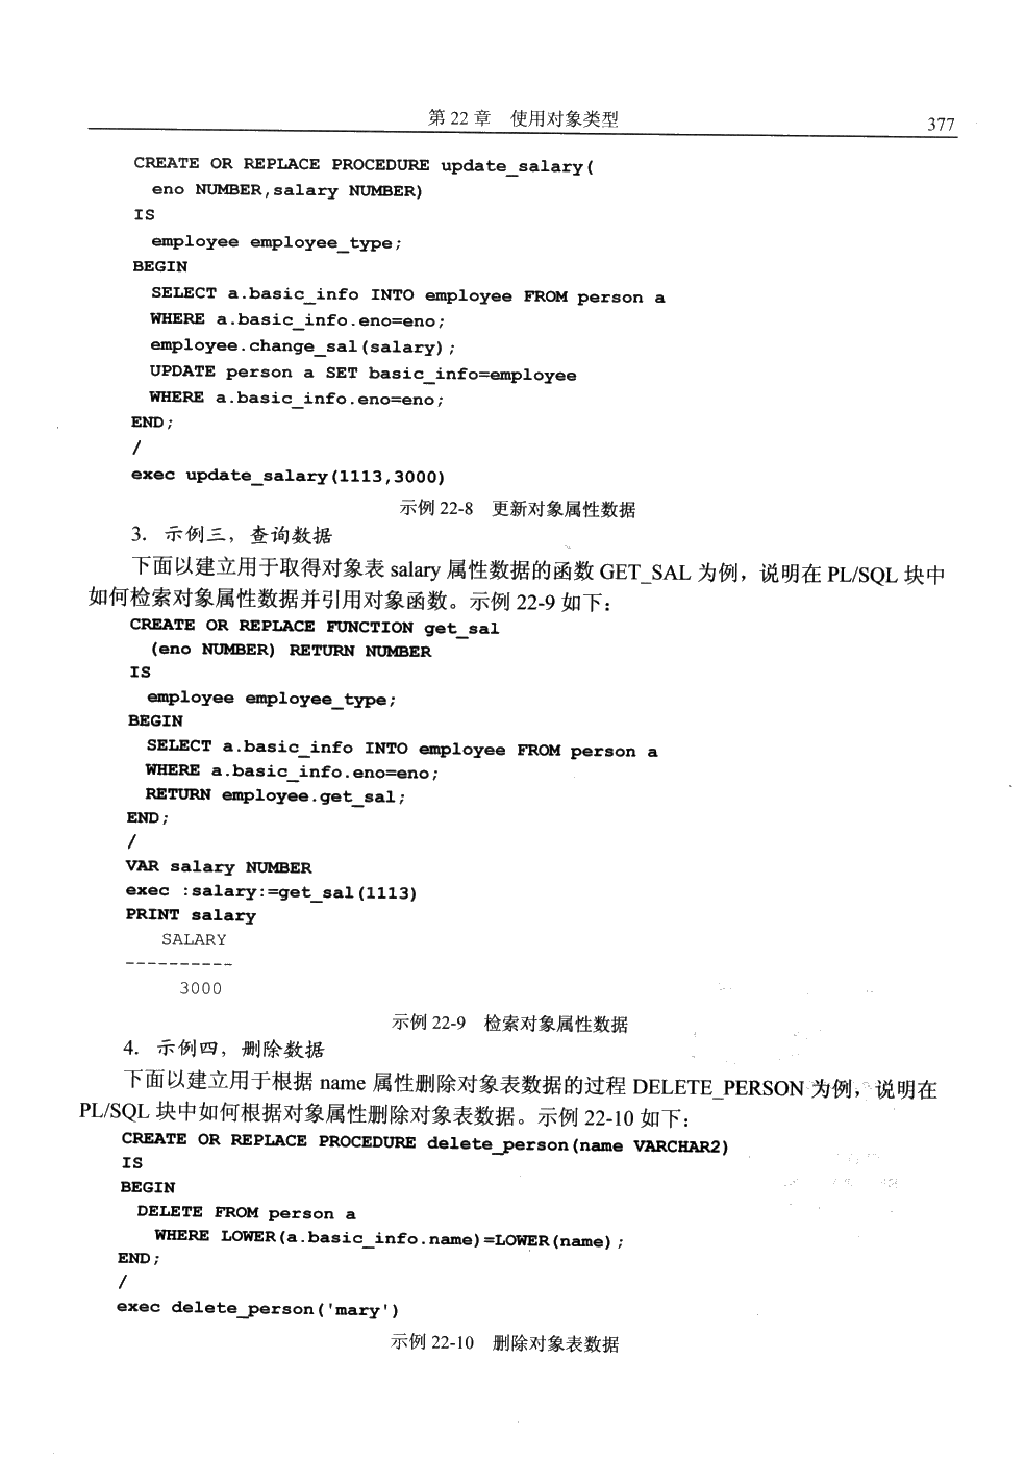 第 22 章 使用对象类型 377
CREATE OR REPLACE PROCEDURE update_salary(
eno NUMBER,salary NUMBER)
IS
employee employee_type;
BEGIN
SELECT a.basic_info INTO employee FROM person a
WHERE a.basic_info.eno=eno;
employee.change_sal(salary);
UPDATE person a SET basic_info=employee
WHERE a.basic_info.eno=eno;
END;
/
exec update_salary(1113,3000)
示例 22-8 更新对象属性数据
3. 示例三，查询数据
下面以建立用于取得对象表 salary 属性数据的函数 GET_SAL 为例，说明在 PL/SQL 块中
如何检索对象属性数据并引用对象函数。示例 22-9 如下：
CREATE OR REPLACE FUNCTION get_sal
(eno NUMBER) RETURN NUMBER
IS
employee employee_type;
BEGIN
SELECT a.basic_info INTO employee FROM person a
WHERE a.basic_info.eno=eno;
RETURN employee.get_sal;
END;
/
VAR salary NUMBER
exec :salary:=get_sal(1113)
PRINT salary
SALARY
----------
3000
示例 22-9 检索对象属性数据
4. 示例四，删除数据
下面以建立用于根据 name 属性删除对象表数据的过程 DELETE_PERSON 为例，说明在
PL/SQL 块中如何根据对象属性删除对象表数据。示例 22-10 如下：
CREATE OR REPLACE PROCEDURE delete_person(name VARCHAR2)
IS
BEGIN
DELETE FROM person a
WHERE LOWER(a.basic_info.name)=LOWER(name);
END;
/
exec delete_person('mary')
示例 22-10 删除对象表数据